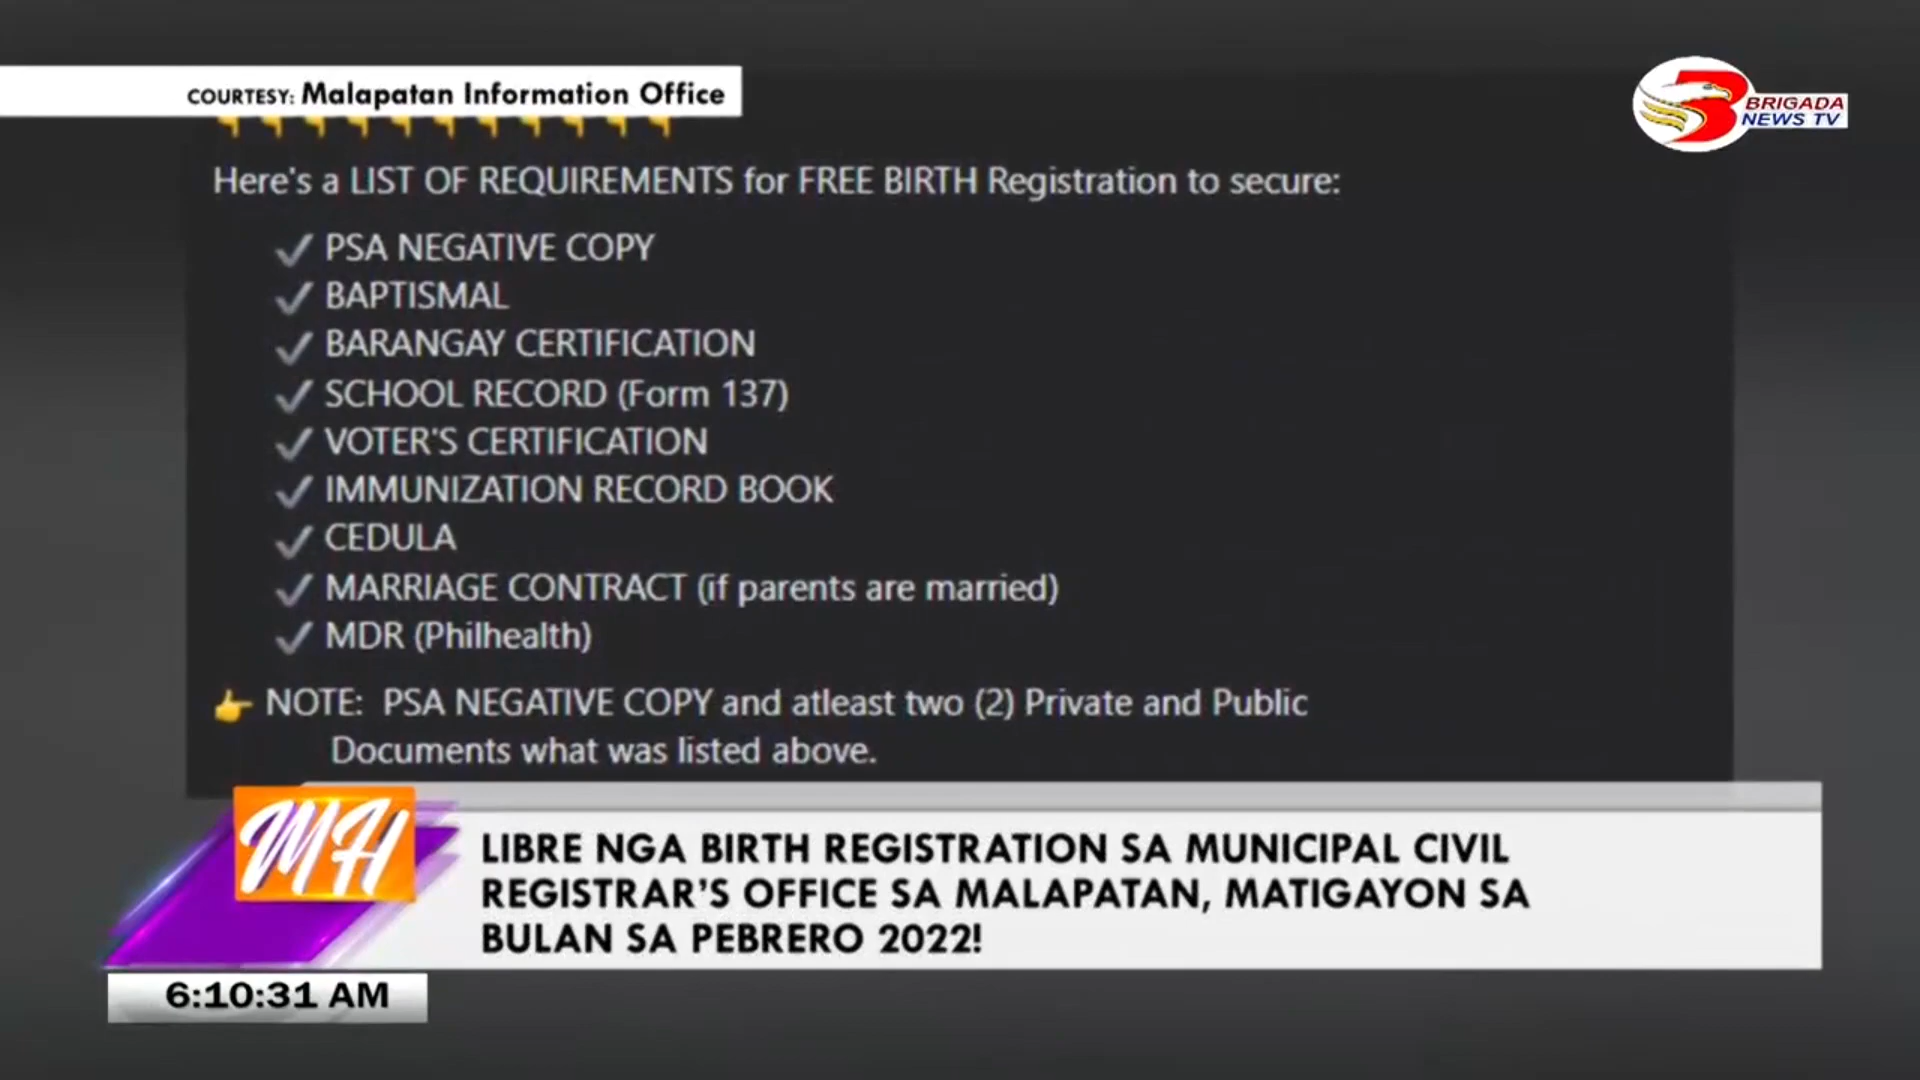 COURTESY: Malapatan Information Office
BRIGADA
NEWS TV
Here's a LIST OF REQUIREMENTS for FREE BIRTH Registration to secure:
PSA NEGATIVE COPY
BAPTISMAL
BARANGAY CERTIFICATION
SCHOOL RECORD (Form 137)
VOTER'S CERTIFICATION
IMMUNIZATION RECORD BOOK
CEDULA
MARRIAGE CONTRACT (if parents are married)
MDR (Philhealth)
NOTE: PSA NEGATIVE COPY and atleast two (2) Private and Public
Documents what was listed above.
MH
LIBRE NGA BIRTH REGISTRATION SA MUNICIPAL CIVIL
REGISTRAR'S OFFICE SA MALAPATAN, MATIGAYON SA
BULAN SA PEBRERO 2022!
6:10:31 AM